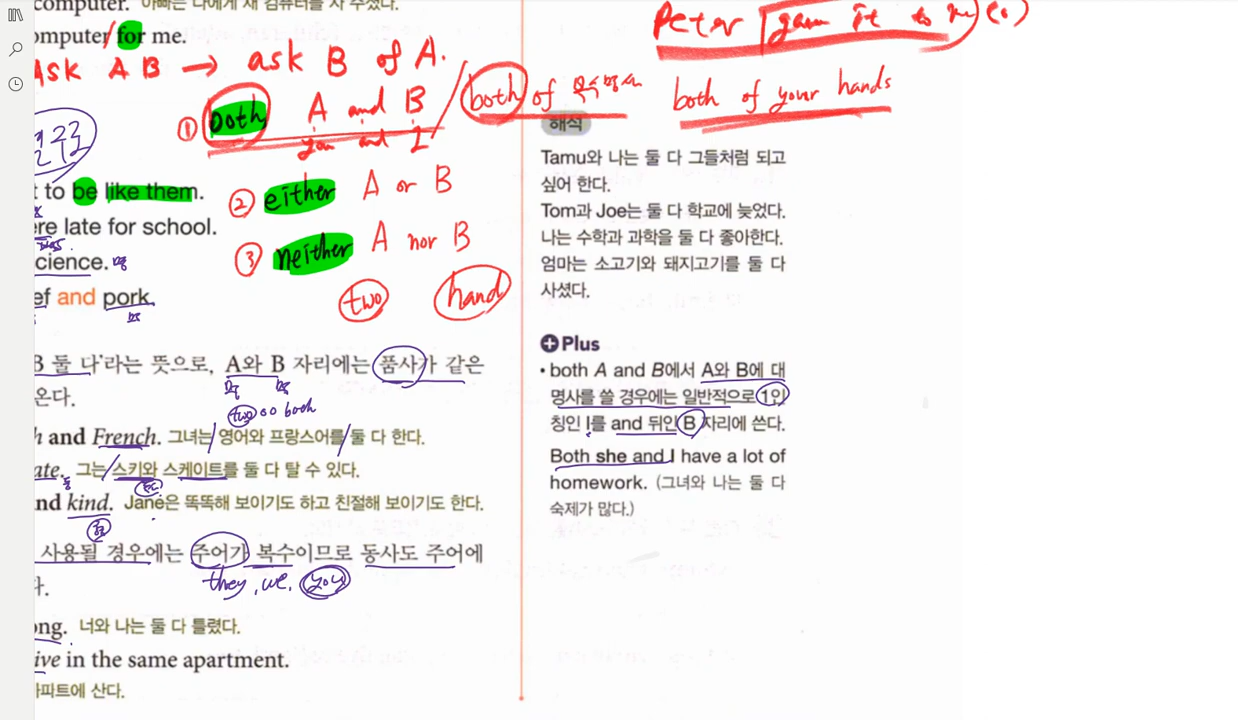 computer. 아빠는 나에게 새 컴퓨터를 사 주셨다.
omputer for me.
Peter gave it to me (o)
ASK A B → ask B of A.
① both A and B / both of 복수명사 both of your hands
you and I
② either A or B
③ neither A nor B
two hand
t to be like them.
ere late for school.
cience.
ef and pork.
B 둘 다'라는 뜻으로, A와 B 자리에는 품사가 같은
온다.
two oo both
h and French. 그녀는 영어와 프랑스어를 둘 다 한다.
ate. 그는 스키와 스케이트를 둘 다 탈 수 있다.
nd kind. Jane은 똑똑해 보이기도 하고 친절해 보이기도 한다.
형
사용될 경우에는 주어가 복수이므로 동사도 주어에
다.
they, we, you
ong. 너와 나는 둘 다 틀렸다.
ive in the same apartment.
아파트에 산다.
해석
Tamu와 나는 둘 다 그들처럼 되고
싶어 한다.
Tom과 Joe는 둘 다 학교에 늦었다.
나는 수학과 과학을 둘 다 좋아한다.
엄마는 소고기와 돼지고기를 둘 다
사셨다.
Plus
• both A and B에서 A와 B에 대
명사를 쓸 경우에는 일반적으로 1인
칭인 I를 and 뒤인 B 자리에 쓴다.
Both she and I have a lot of
homework. (그녀와 나는 둘 다
숙제가 많다.)